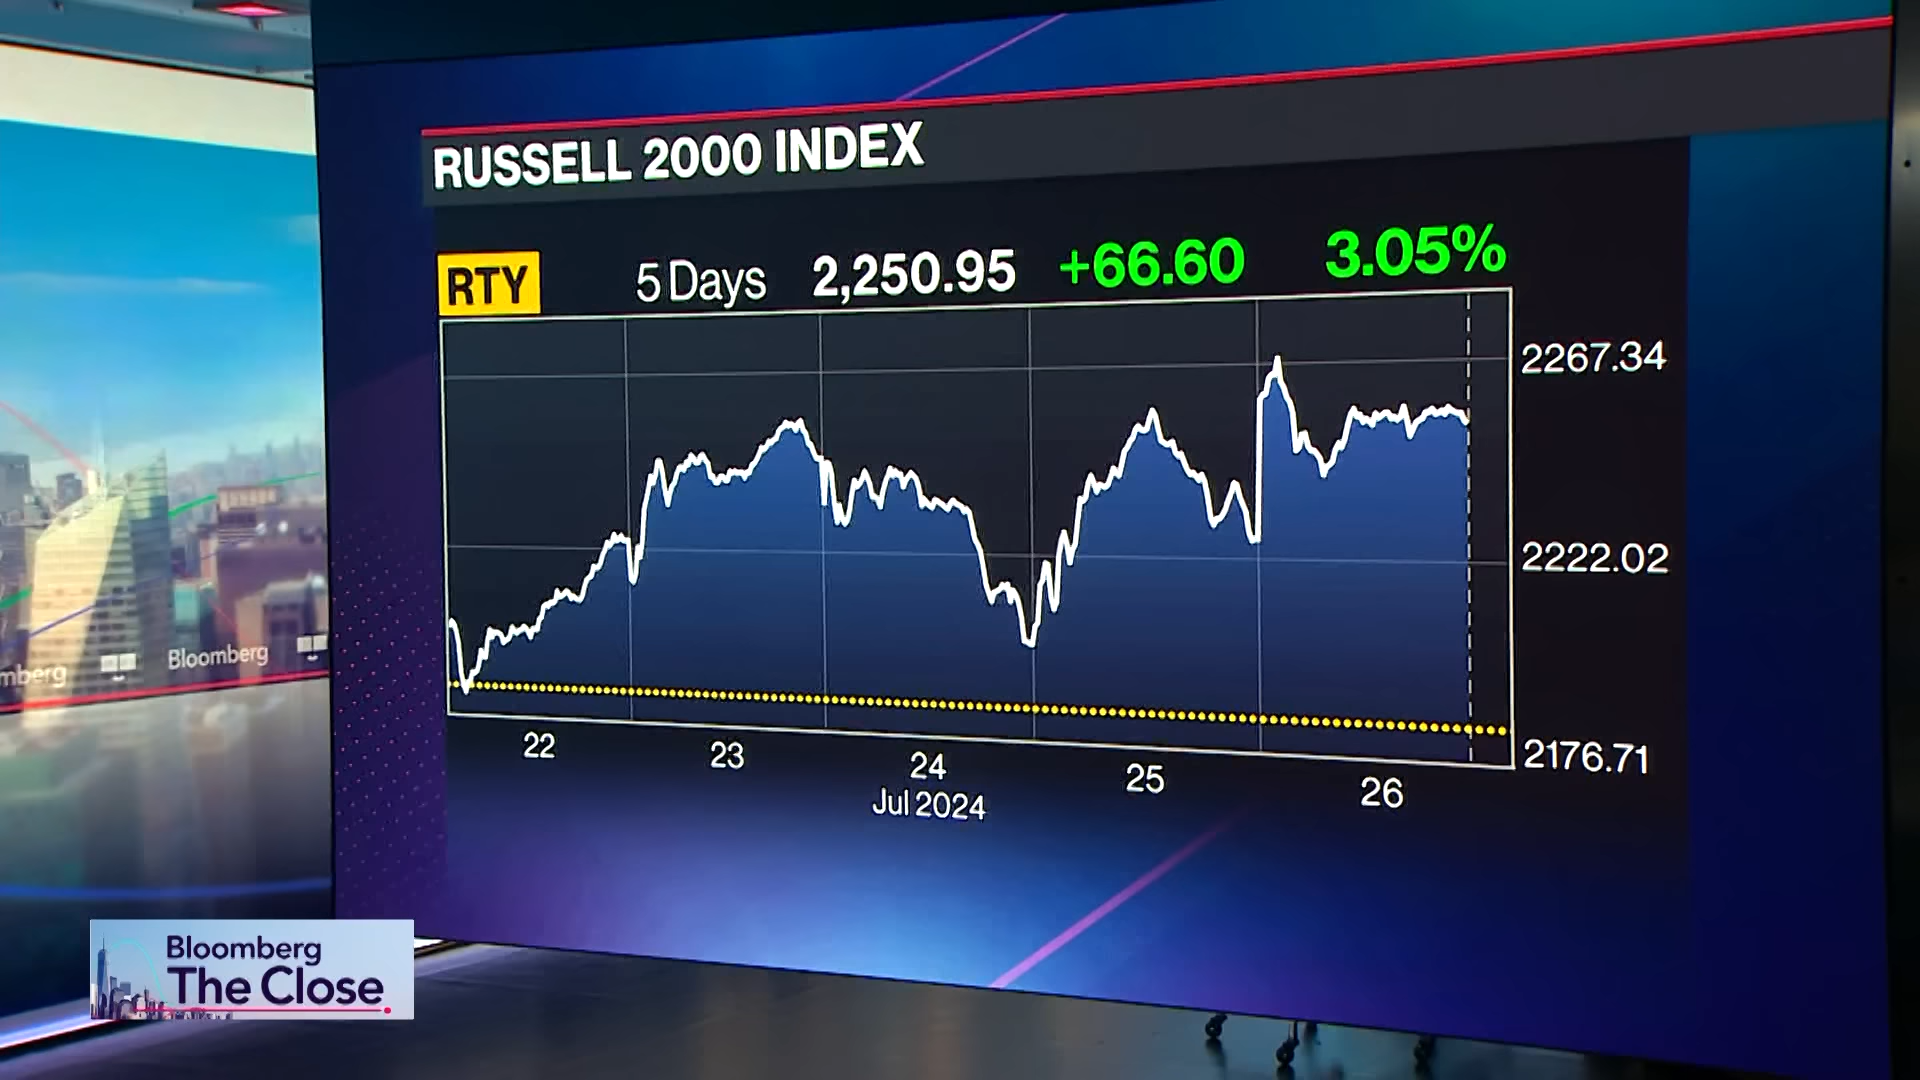 RUSSELL 2000 INDEX
RTY 5 Days 2,250.95 +66.60 3.05%
2267.34
2222.02
2176.71
22 23 24 25 26
Jul 2024
mberg Bloomberg
Bloomberg
The Close